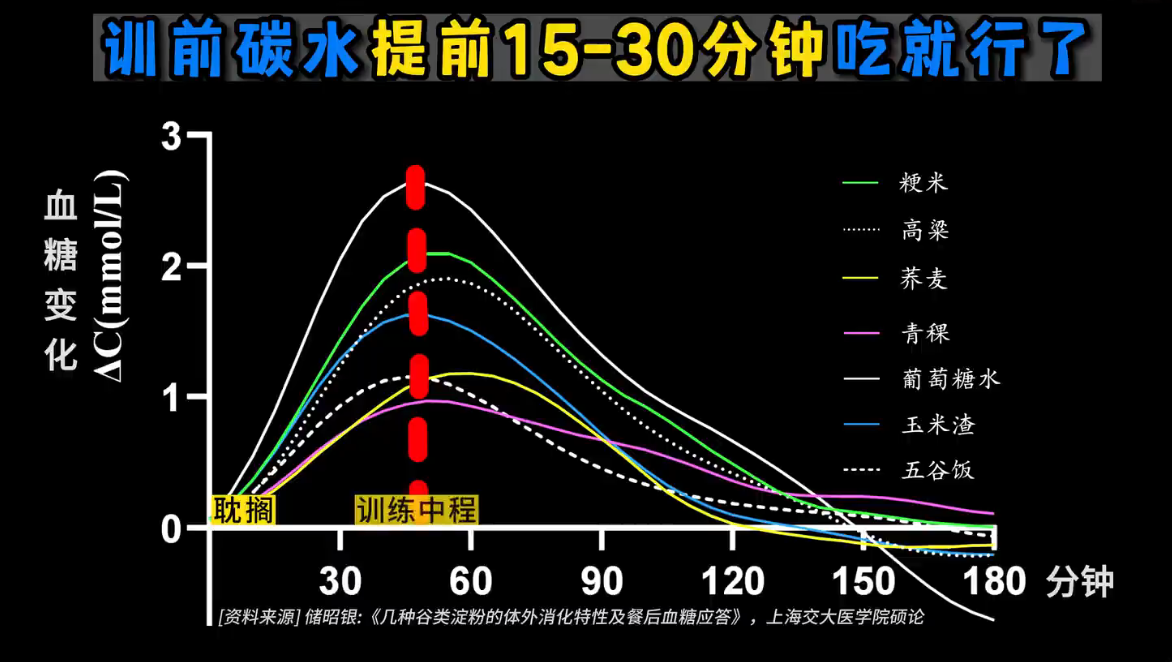 训前碳水提前15-30分钟吃就行了
血糖变化
ΔC(mmol/L)
3
2
1
0
粳米
高粱
荞麦
青稞
葡萄糖水
玉米渣
五谷饭
耽搁
训练中程
30 60 90 120 150 180 分钟
[资料来源] 储昭银:《几种谷类淀粉的体外消化特性及餐后血糖应答》，上海交大医学院硕论